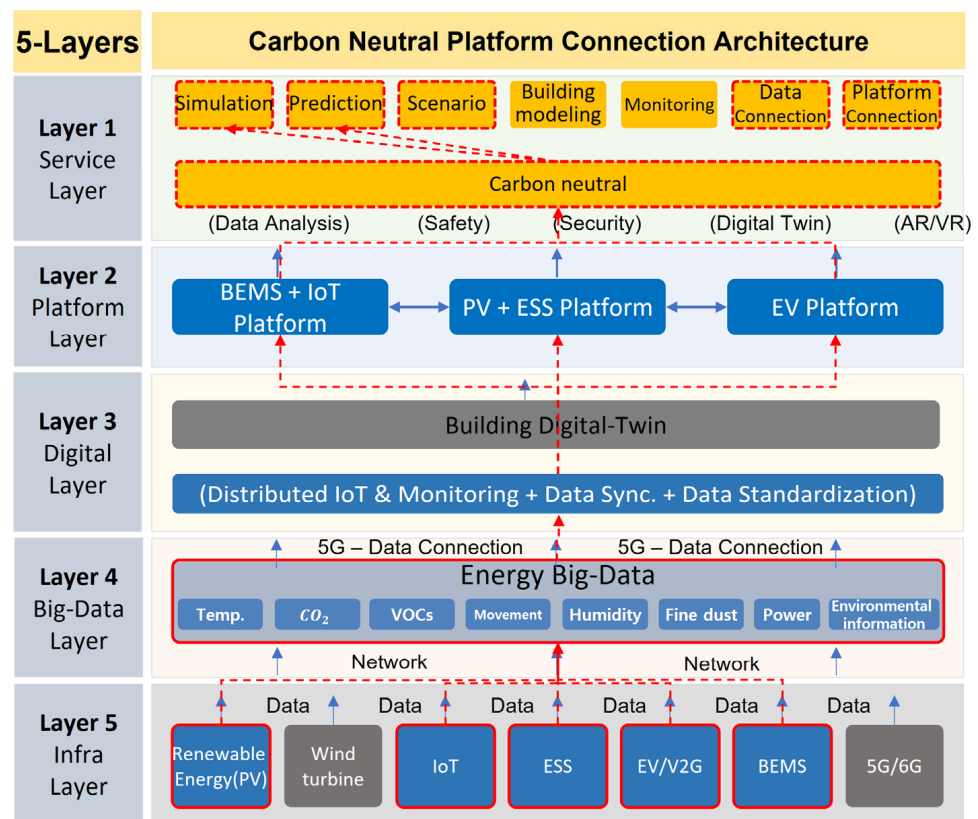 5-Layers
Carbon Neutral Platform Connection Architecture
Layer 1
Service
Layer
Simulation
Prediction
Scenario
Building
modeling
Monitoring
Data
Connection
Platform
Connection
Carbon neutral
(Data Analysis)
(Safety)
(Security)
(Digital Twin)
(AR/VR)
Layer 2
Platform
Layer
BEMS + IoT
Platform
PV + ESS Platform
EV Platform
Layer 3
Digital
Layer
Building Digital-Twin
(Distributed IoT & Monitoring + Data Sync. + Data Standardization)
Layer 4
Big-Data
Layer
5G – Data Connection
5G – Data Connection
Energy Big-Data
Temp.
CO₂
VOCs
Movement
Humidity
Fine dust
Power
Environmental
information
Network
Network
Layer 5
Infra
Layer
Data
Data
Data
Data
Data
Data
Renewable
Energy(PV)
Wind
turbine
IoT
ESS
EV/V2G
BEMS
5G/6G